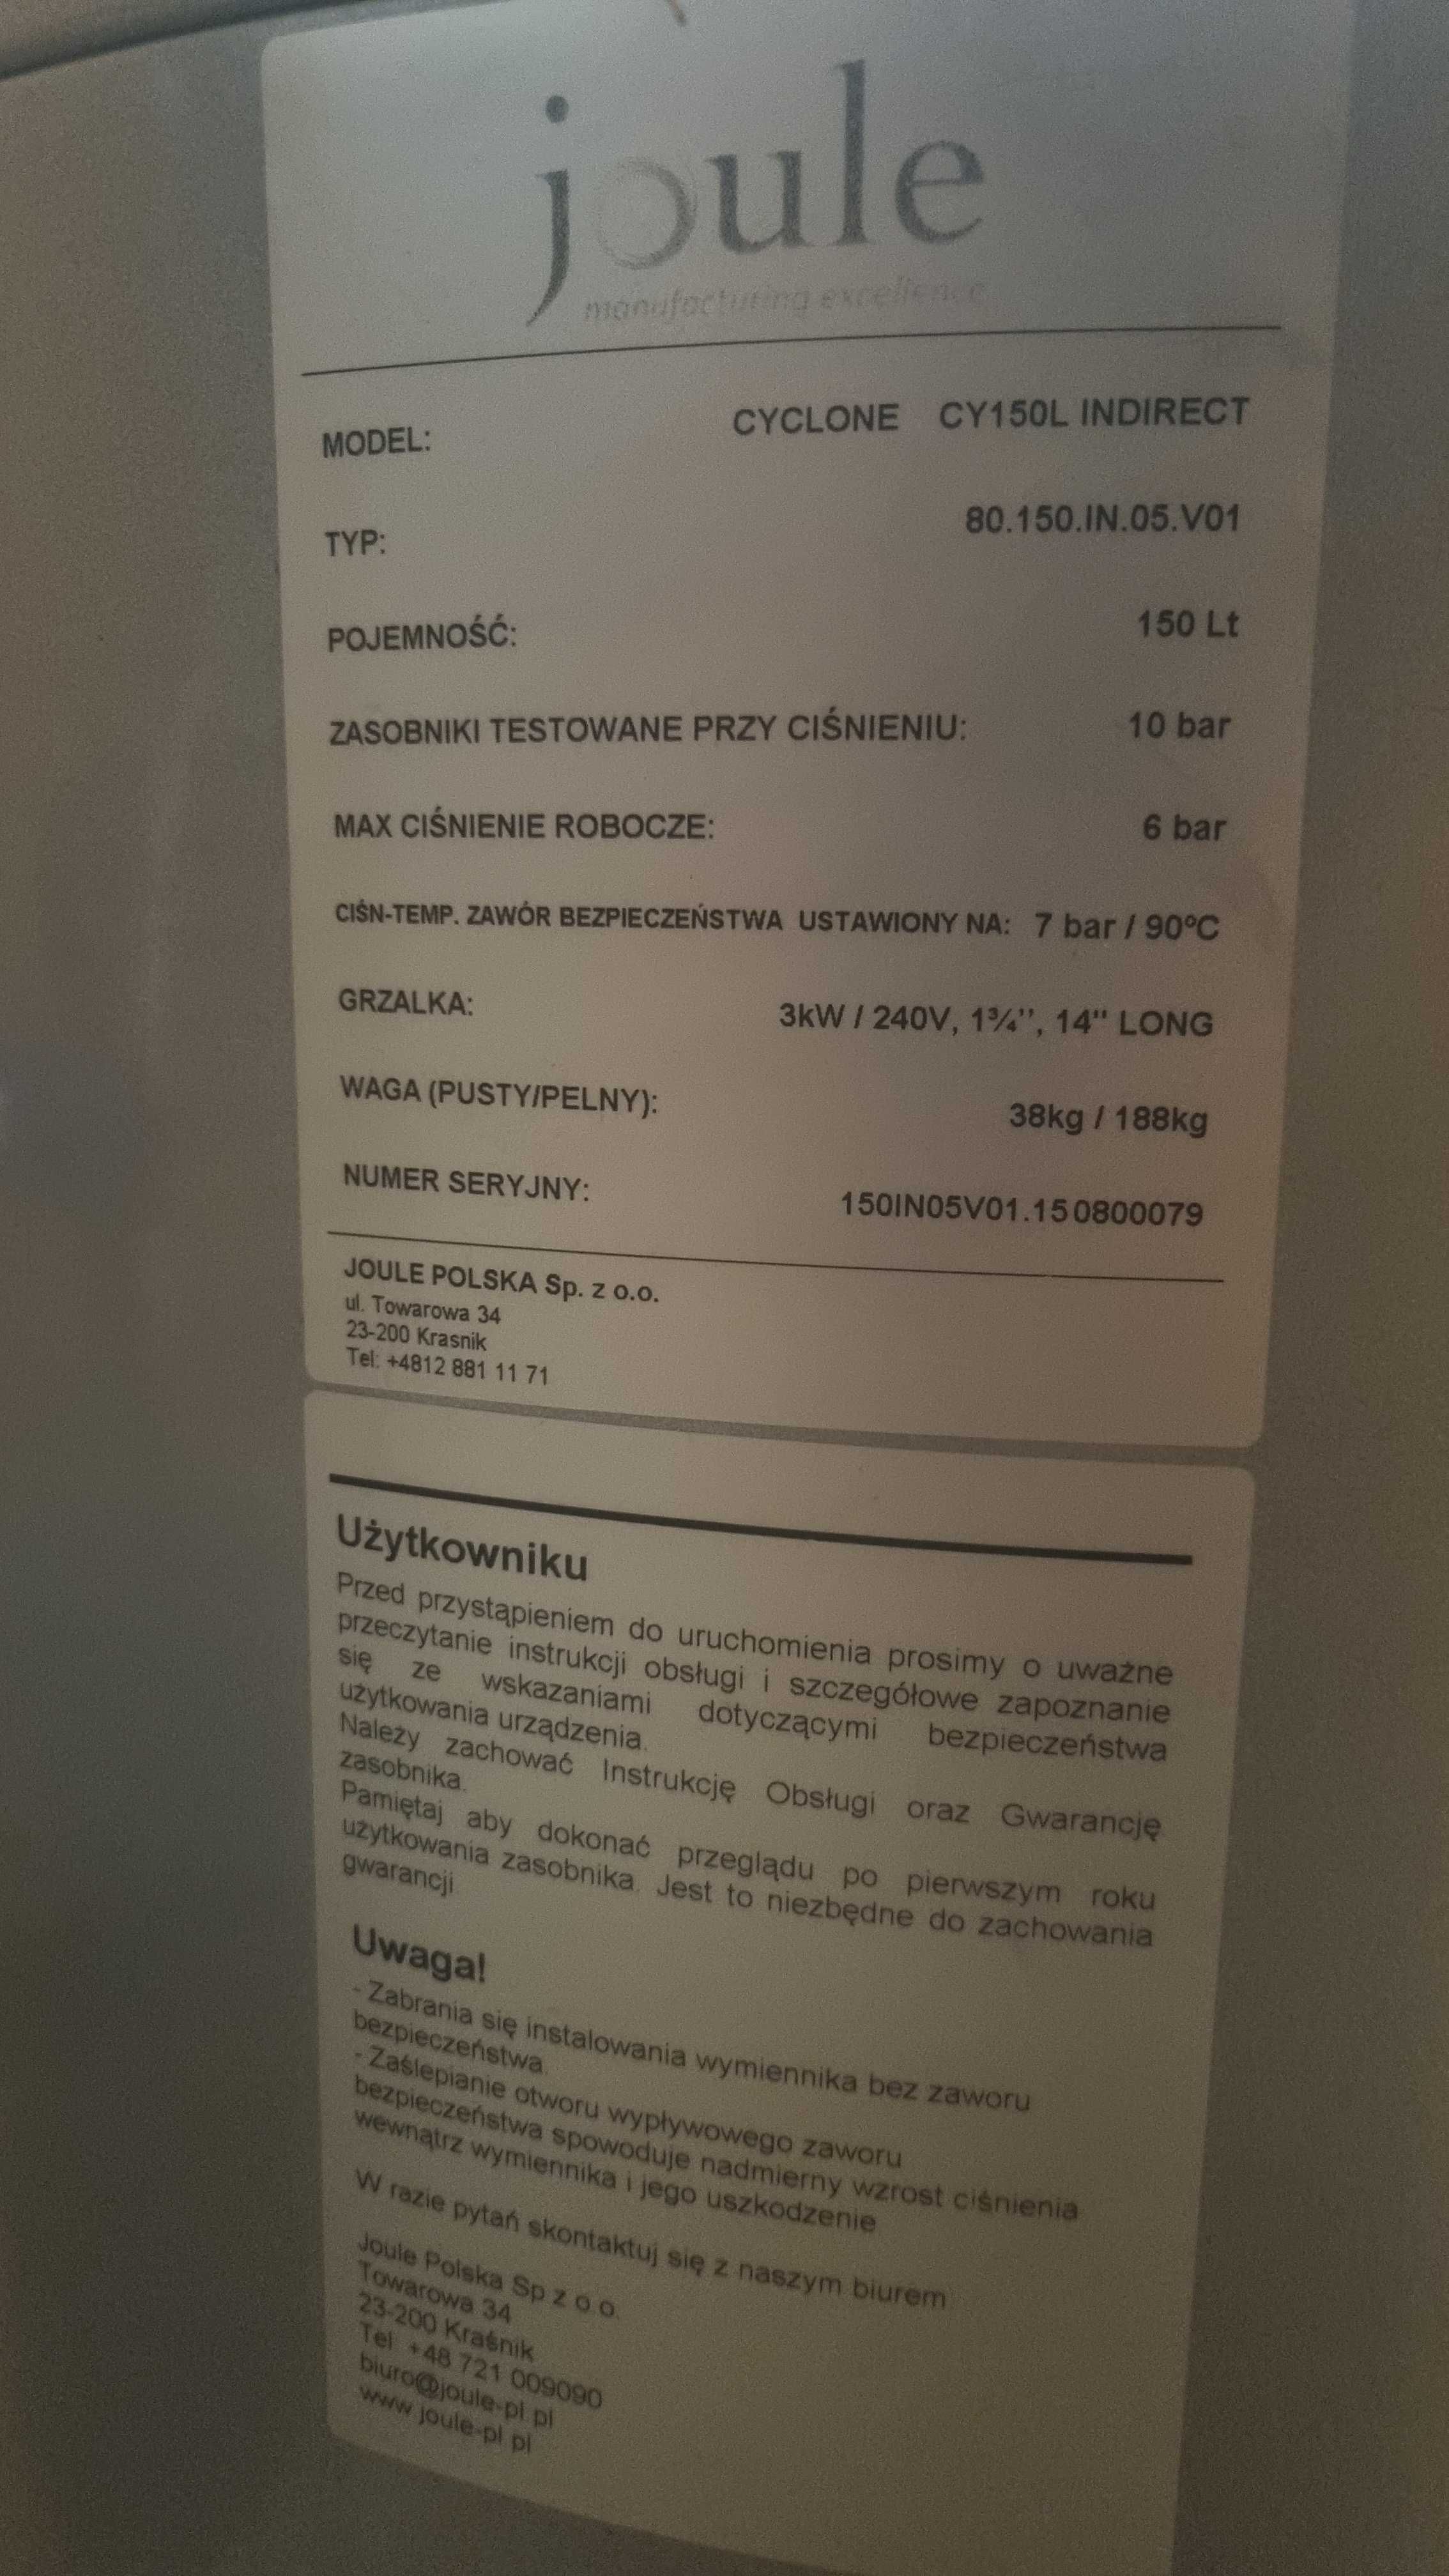 joule
manufacturing excellence
MODEL: CYCLONE CY150L INDIRECT
TYP: 80.150.IN.05.V01
POJEMNOŚĆ: 150 Lt
ZASOBNIKI TESTOWANE PRZY CIŚNIENIU: 10 bar
MAX CIŚNIENIE ROBOCZE: 6 bar
CIŚN-TEMP. ZAWÓR BEZPIECZEŃSTWA USTAWIONY NA: 7 bar / 90ºC
GRZALKA: 3kW / 240V, 1¾'', 14" LONG
WAGA (PUSTY/PELNY): 38kg / 188kg
NUMER SERYJNY: 150IN05V01.150800079
JOULE POLSKA Sp. z o.o.
ul. Towarowa 34
23-200 Krasnik
Tel: +4812 881 11 71
Użytkowniku
Przed przystąpieniem do uruchomienia prosimy o uważne
przeczytanie instrukcji obsługi i szczegółowe zapoznanie
się ze wskazaniami dotyczącymi bezpieczeństwa
użytkowania urządzenia.
Należy zachować Instrukcję Obsługi oraz Gwarancję
zasobnika.
Pamiętaj aby dokonać przeglądu po pierwszym roku
użytkowania zasobnika. Jest to niezbędne do zachowania
gwarancji
Uwaga!
- Zabrania się instalowania wymiennika bez zaworu
bezpieczeństwa.
- Zaślepianie otworu wypływowego zaworu
bezpieczeństwa spowoduje nadmierny wzrost ciśnienia
wewnątrz wymiennika i jego uszkodzenie
W razie pytań skontaktuj się z naszym biurem
Joule Polska Sp z o.o.
Towarowa 34
23-200 Kraśnik
Tel. +48 721 009090
biuro@joule-pl.pl
www.joule-pl.pl